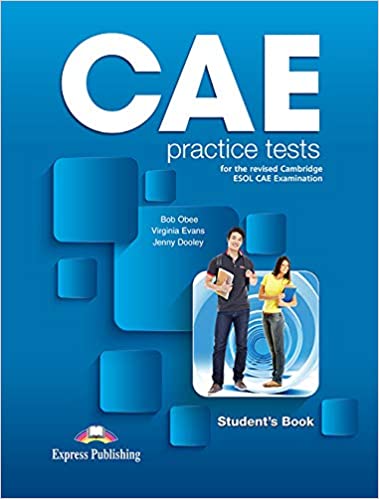 CAE
practice tests
for the revised Cambridge
ESOL CAE Examination
Bob Obee
Virginia Evans
Jenny Dooley
Student's Book
Express Publishing